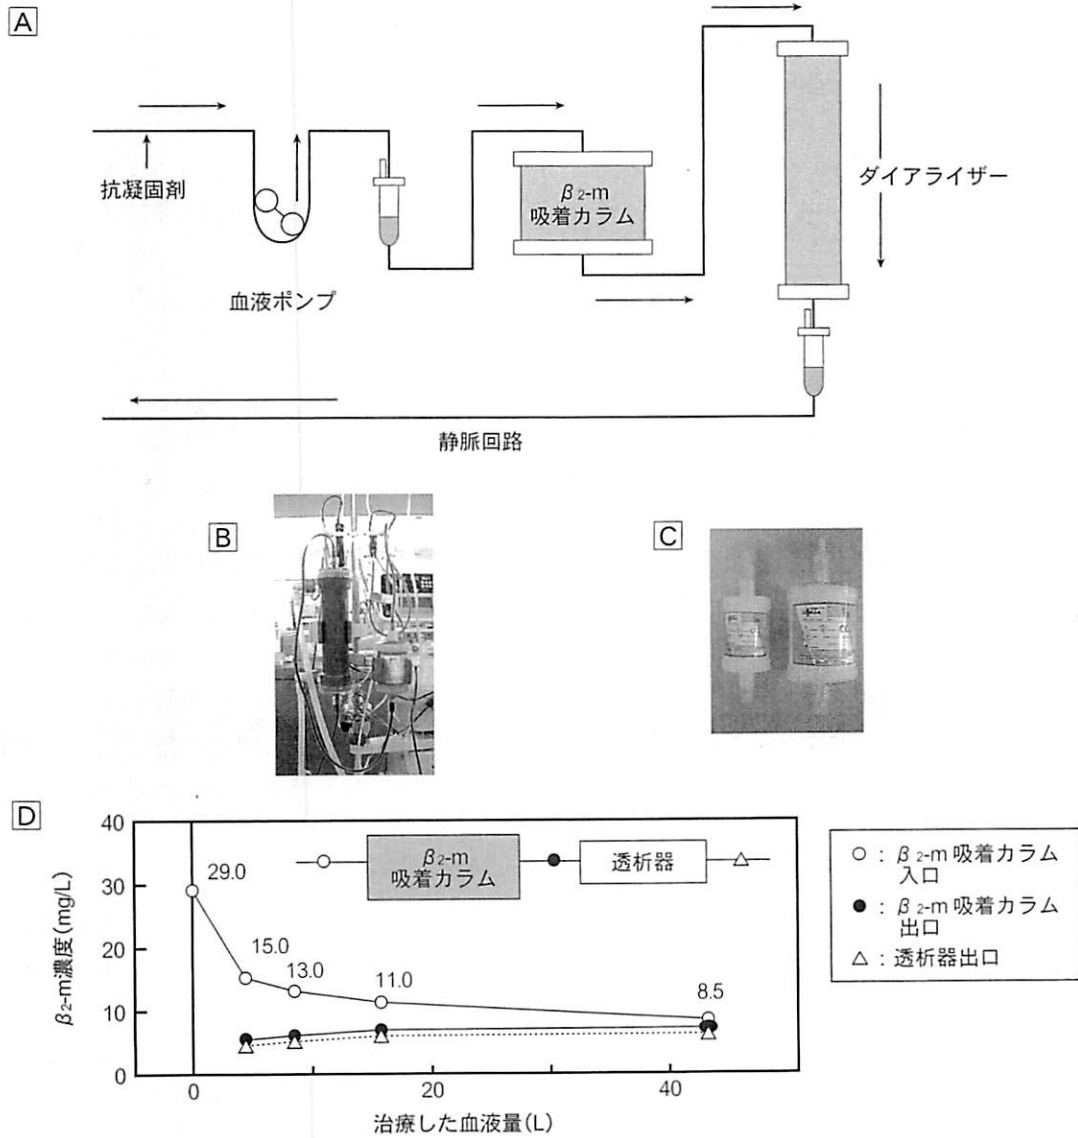 A
抗凝固剤
血液ポンプ
β2-m
吸着カラム
ダイアライザー
静脈回路
B
C
D
β2-m濃度(mg/L)
40
30
20
10
0
29.0
15.0
13.0
11.0
8.5
β2-m
吸着カラム
透析器
0
20
40
治療した血液量(L)
○ : β2-m 吸着カラム
入口
● : β2-m 吸着カラム
出口
△ : 透析器出口